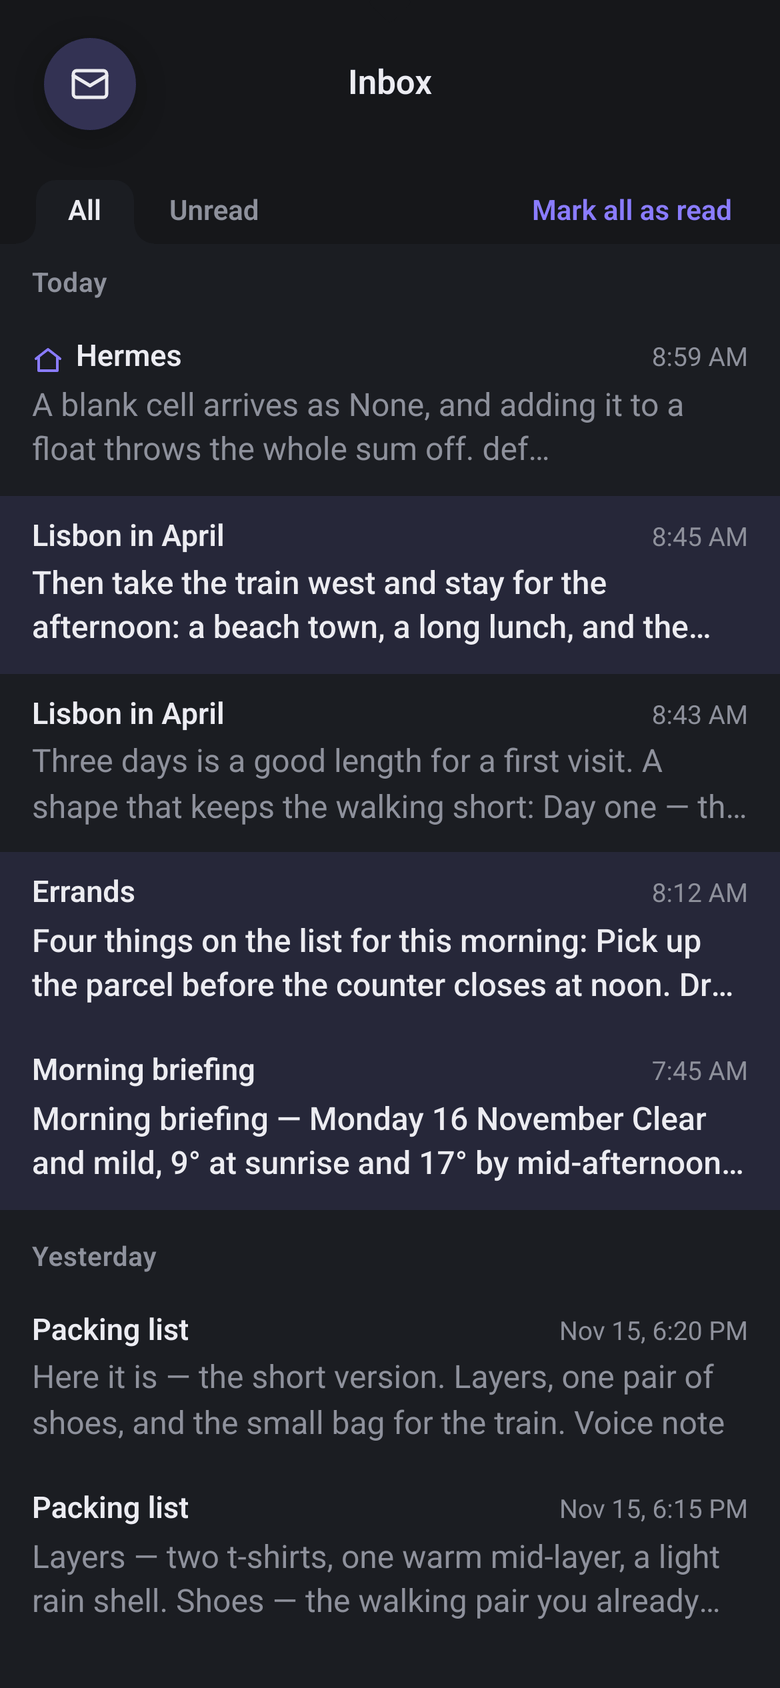 Inbox
All
Unread
Mark all as read
Today
Hermes
8:59 AM
A blank cell arrives as None, and adding it to a
float throws the whole sum off. def…
Lisbon in April
8:45 AM
Then take the train west and stay for the
afternoon: a beach town, a long lunch, and the…
Lisbon in April
8:43 AM
Three days is a good length for a first visit. A
shape that keeps the walking short: Day one — th…
Errands
8:12 AM
Four things on the list for this morning: Pick up
the parcel before the counter closes at noon. Dr…
Morning briefing
7:45 AM
Morning briefing — Monday 16 November Clear
and mild, 9° at sunrise and 17° by mid-afternoon…
Yesterday
Packing list
Nov 15, 6:20 PM
Here it is — the short version. Layers, one pair of
shoes, and the small bag for the train. Voice note
Packing list
Nov 15, 6:15 PM
Layers — two t-shirts, one warm mid-layer, a light
rain shell. Shoes — the walking pair you already…